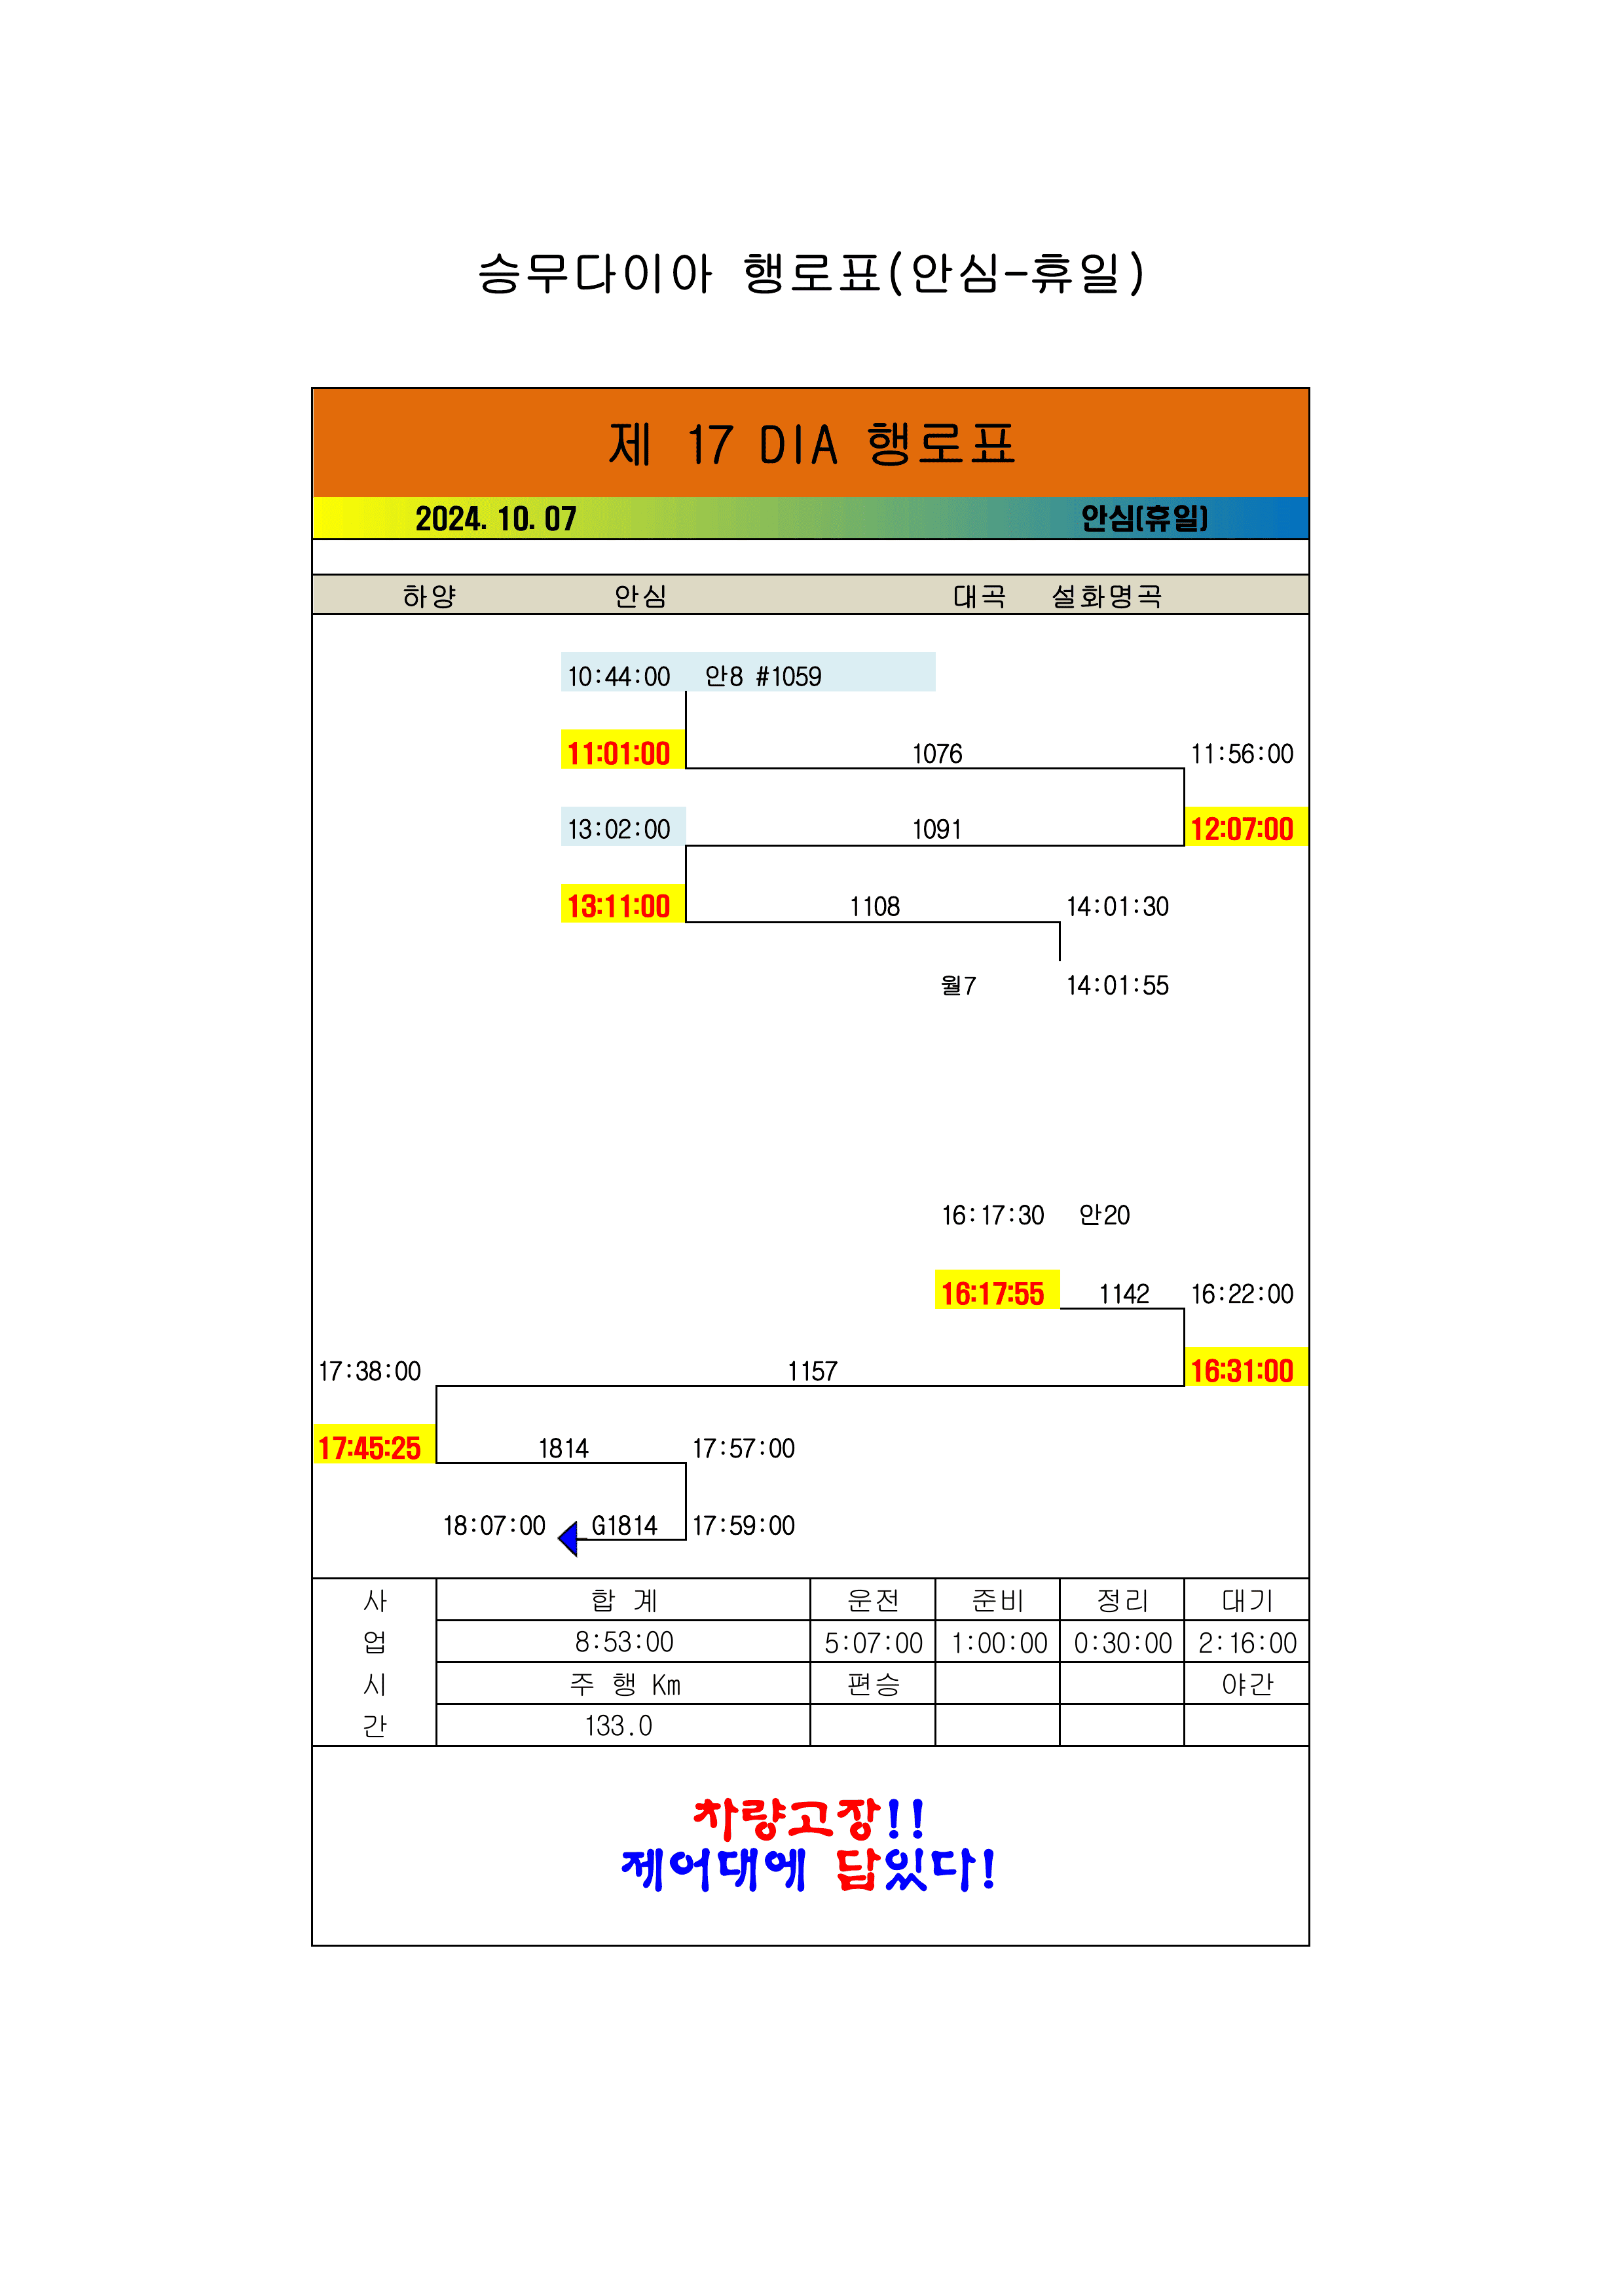 승무다이아 행로표(안심-휴일)
제 17 DIA 행로표
2024. 10. 07 안심(휴일)
하양 안심 대곡 설화명곡
10:44:00 안8 #1059
11:01:00 1076 11:56:00
13:02:00 1091 12:07:00
13:11:00 1108 14:01:30
월7 14:01:55
16:17:30 안20
16:17:55 1142 16:22:00
17:38:00 1157 16:31:00
17:45:25 1814 17:57:00
18:07:00 G1814 17:59:00
사 합 계 운전 준비 정리 대기
업 8:53:00 5:07:00 1:00:00 0:30:00 2:16:00
시 주 행 Km 편승 야간
간 133.0
차량고장!!
제어대에 답있다!